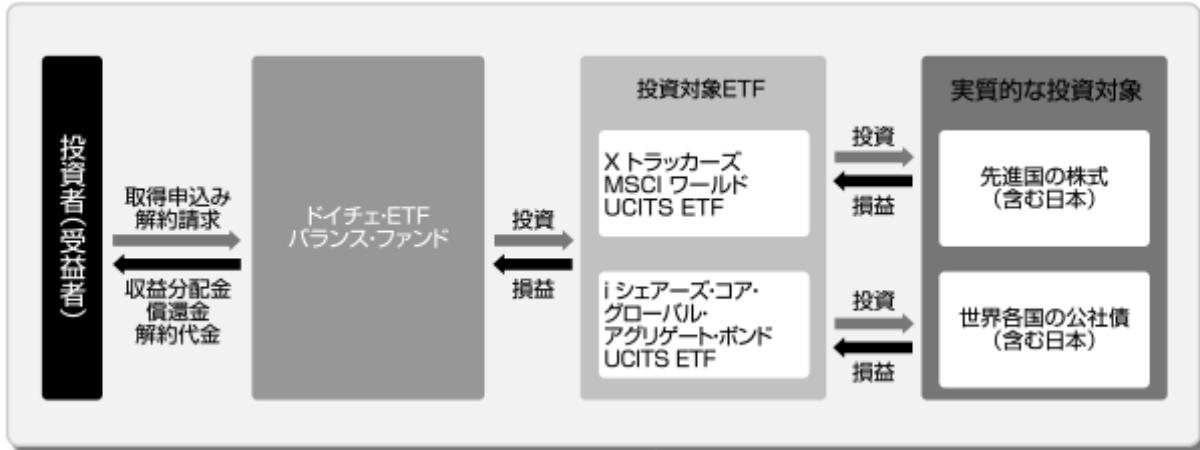 投資者(受益者)
取得申込み
解約請求
収益分配金
償還金
解約代金
ドイチェ・ETF
バランス・ファンド
投資
損益
投資対象ETF
X トラッカーズ
MSCI ワールド
UCITS ETF
i シェアーズ・コア・
グローバル・
アグリゲート・ボンド
UCITS ETF
投資
損益
投資
損益
実質的な投資対象
先進国の株式
(含む日本)
世界各国の公社債
(含む日本)